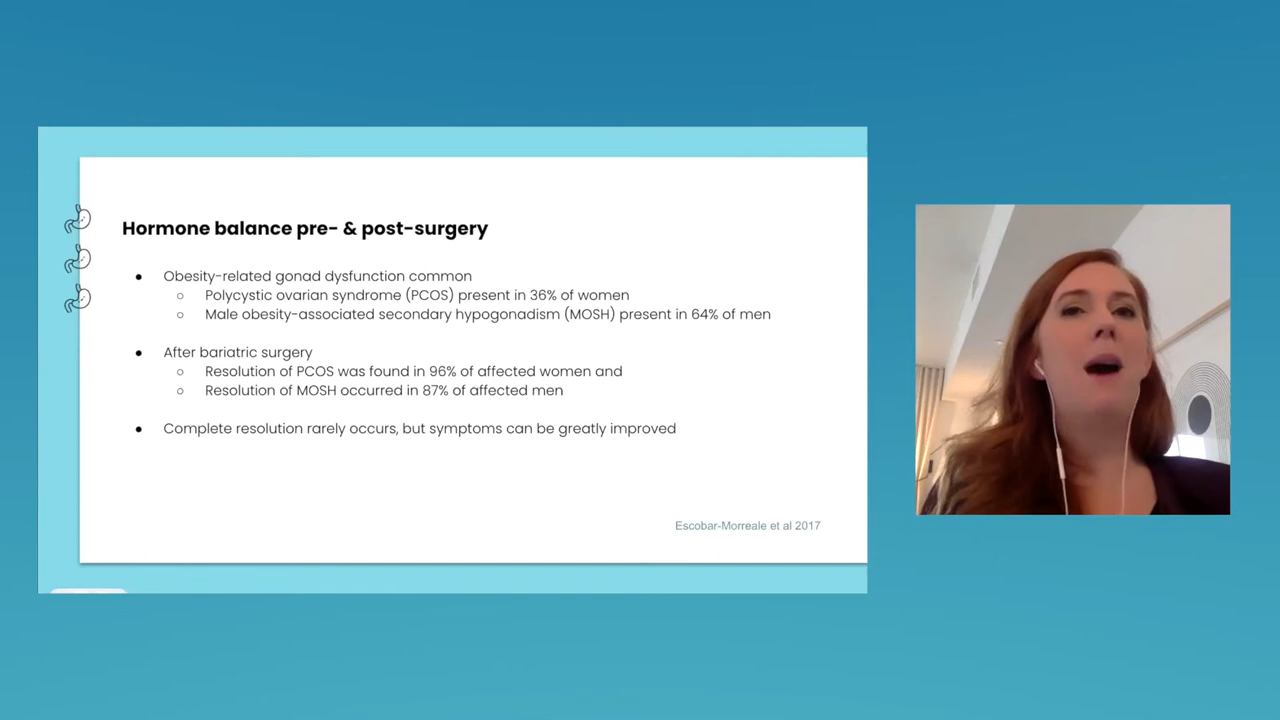 Hormone balance pre- & post-surgery
● Obesity-related gonad dysfunction common
○ Polycystic ovarian syndrome (PCOS) present in 36% of women
○ Male obesity-associated secondary hypogonadism (MOSH) present in 64% of men
● After bariatric surgery
○ Resolution of PCOS was found in 96% of affected women and
○ Resolution of MOSH occurred in 87% of affected men
● Complete resolution rarely occurs, but symptoms can be greatly improved
Escobar-Morreale et al 2017